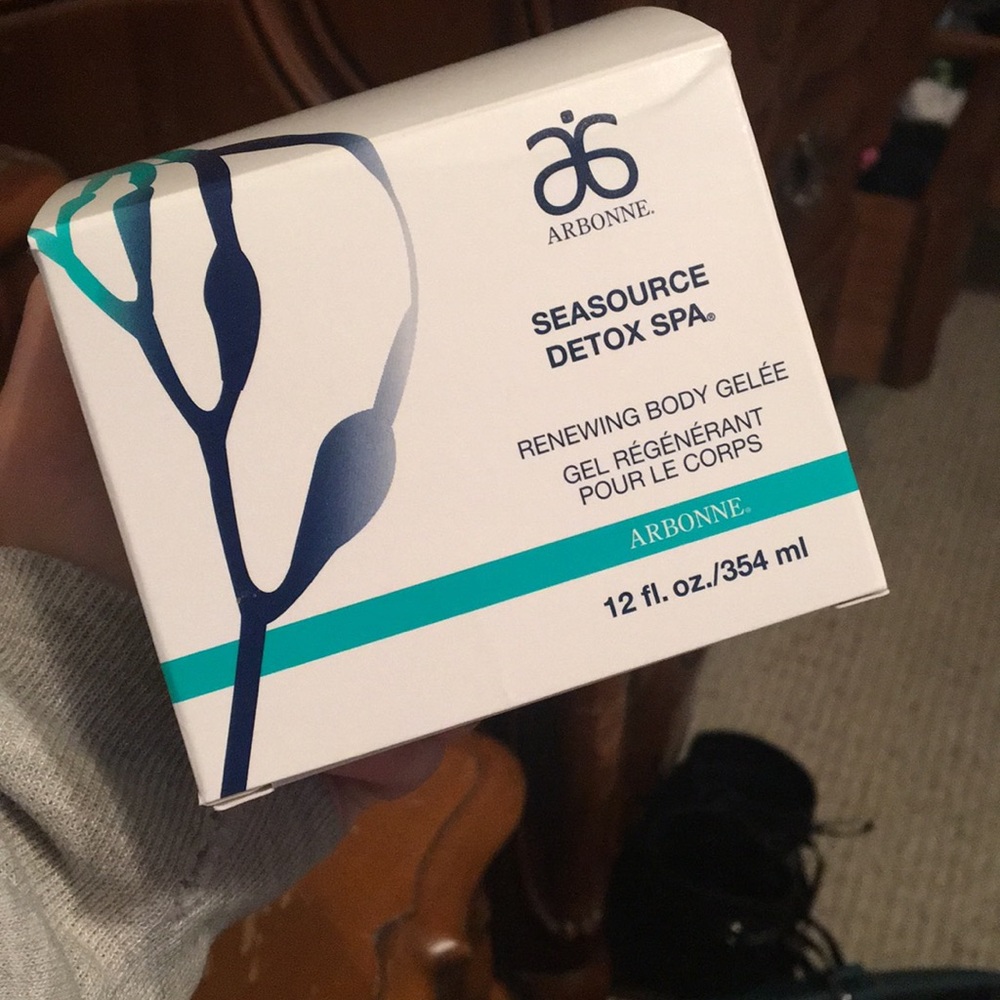 ARBONNE.
SEASOURCE
DETOX SPA®
RENEWING BODY GELÉE
GEL RÉGÉNÉRANT
POUR LE CORPS
ARBONNE®
12 fl. oz./354 ml